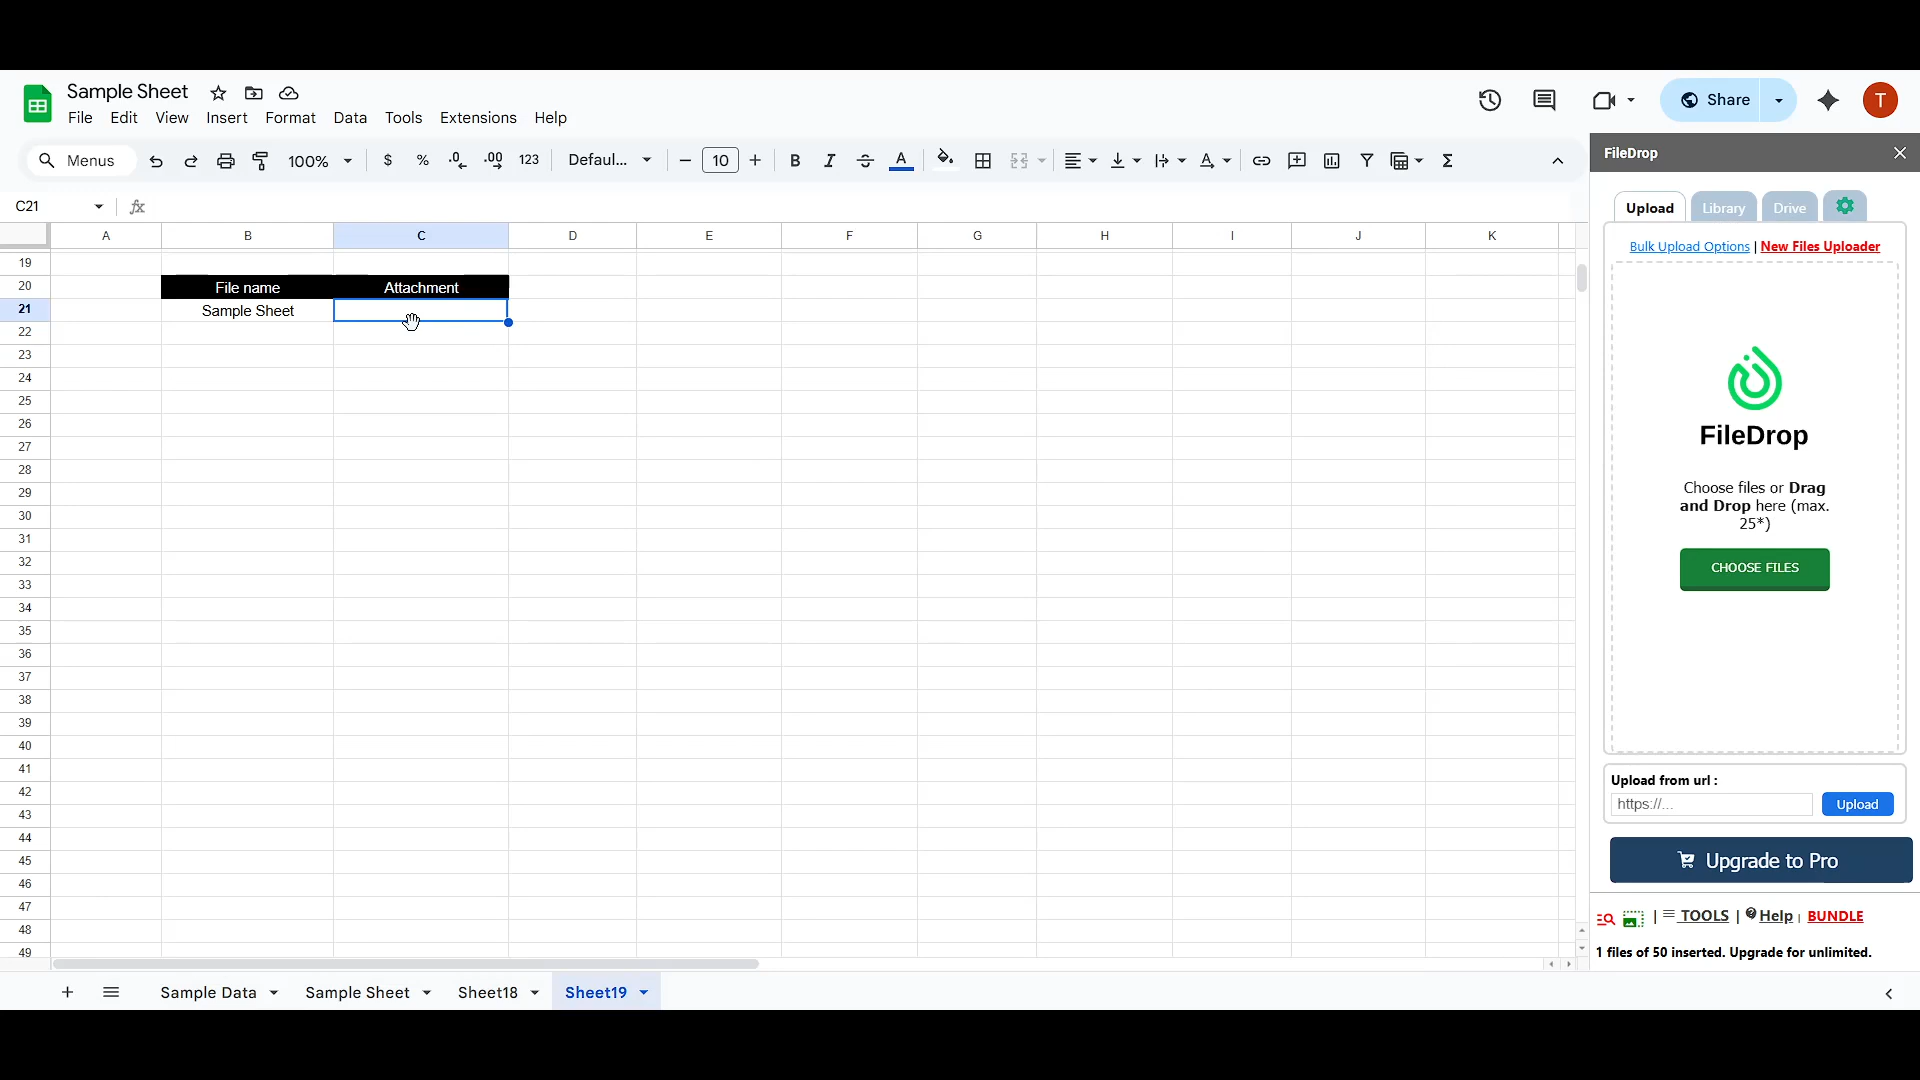 Sample Sheet
T
Share
File Edit View Insert Format Data Tools Extensions Help
Menus 100% $ % .0 .00 123 Defaul... 10 B I A Σ
FileDrop
C21 fx
Upload Library Drive
Bulk Upload Options | New Files Uploader
A B C D E F G H I J K
19
20 File name Attachment
21 Sample Sheet
22
23
24
25
26
27
28
29
30
31
32
33
34
35
36
37
38
39
40
41
42
43
44
45
46
47
48
49
FileDrop
Choose files or Drag
and Drop here (max.
25*)
CHOOSE FILES
Upload from url :
https://... Upload
Upgrade to Pro
| TOOLS | Help | BUNDLE
1 files of 50 inserted. Upgrade for unlimited.
Sample Data Sample Sheet Sheet18 Sheet19